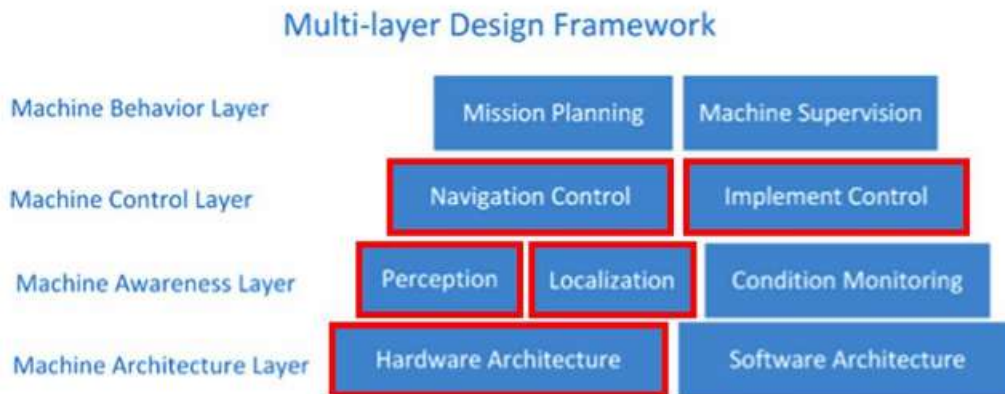 Multi-layer Design Framework
Machine Behavior Layer Mission Planning Machine Supervision
Machine Control Layer Navigation Control Implement Control
Machine Awareness Layer Perception Localization Condition Monitoring
Machine Architecture Layer Hardware Architecture Software Architecture